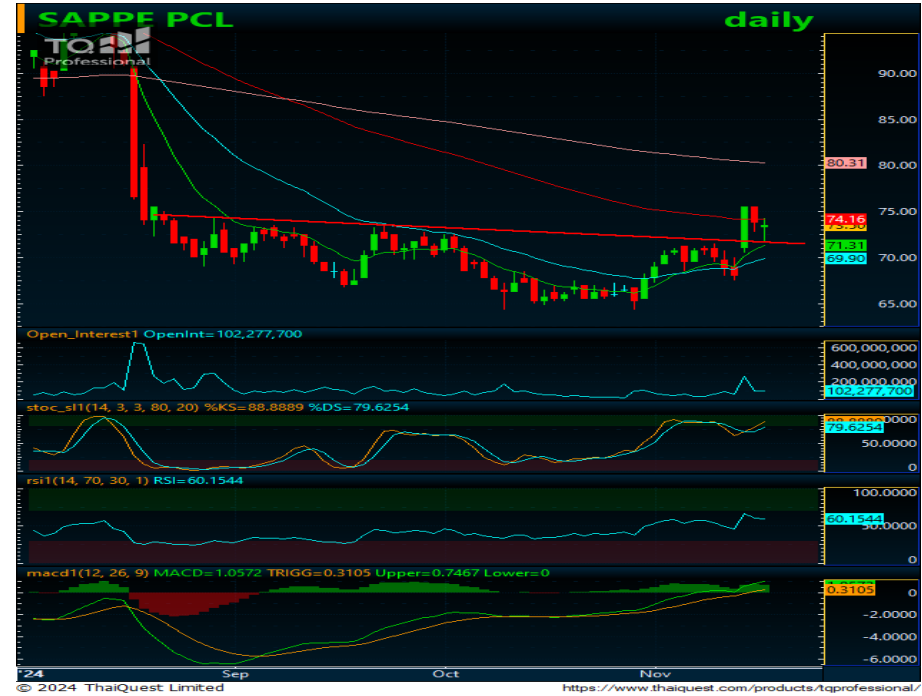 SAPPE PCL daily
TQ
Professional
90.00
85.00
80.31 80.00
75.00
74.16
71.31
70.00
69.90
65.00
Open_Interest1 OpenInt=102,277,700
600,000,000
400,000,000
200,000,000
102,277,700
stoc_sl1(14, 3, 3, 80, 20) %KS=88.8889 %DS=79.6254
79.6254
50.0000
0
rsi1(14, 70, 30, 1) RSI=60.1544
100.0000
60.1544
0
macd1(12, 26, 9) MACD=1.0572 TRIGG=0.3105 Upper=0.7467 Lower=0
0.3105 0
-2.0000
-4.0000
-6.0000
'24 Sep Oct Nov
© 2024 ThaiQuest Limited https://www.thaiquest.com/products/tqprofessional/